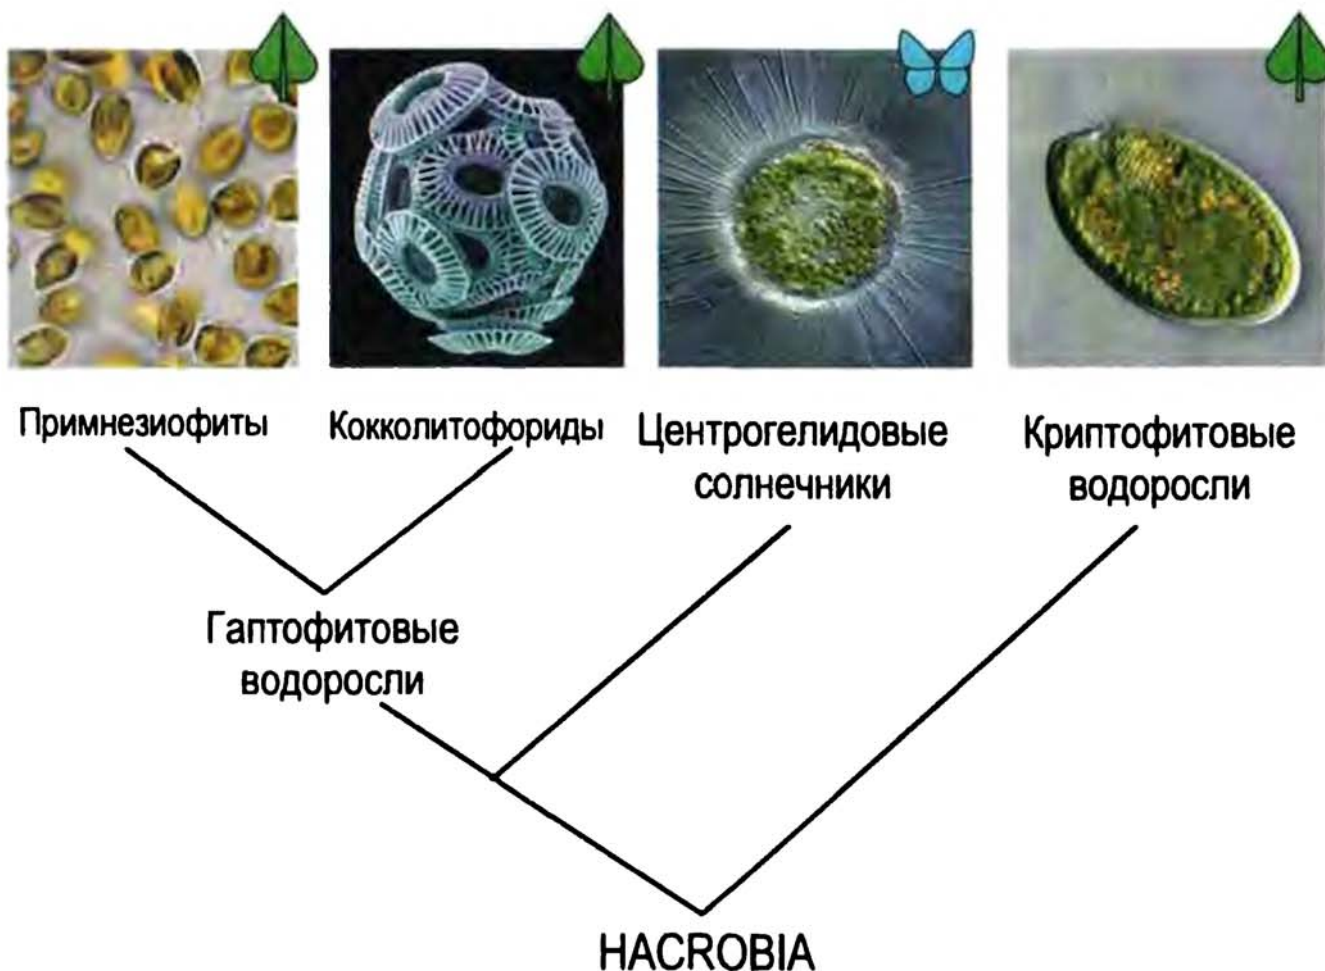 Примнезиофиты
Кокколитофориды
Центрогелидовые
солнечники
Криптофитовые
водоросли
Гаптофитовые
водоросли
HACROBIA